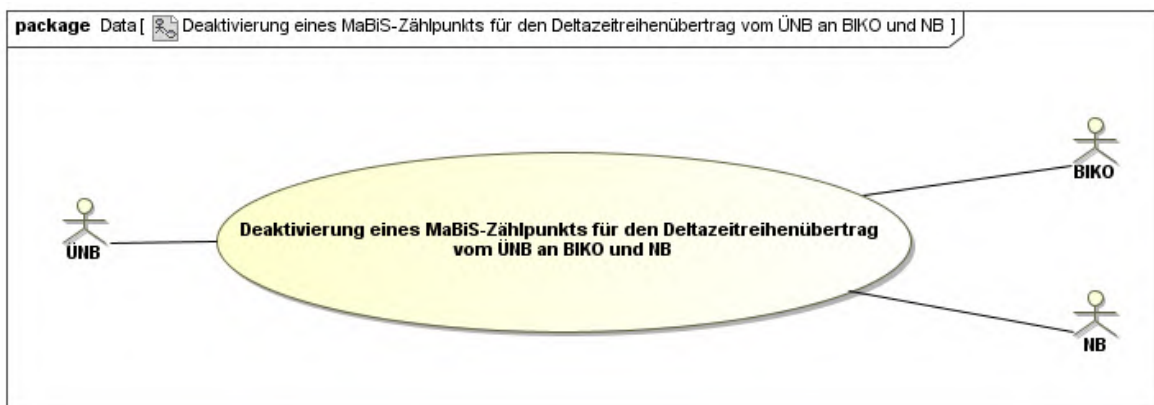 package Data [ Deaktivierung eines MaBiS-Zählpunkts für den Deltazeitreihenübertrag vom ÜNB an BIKO und NB ]
BIKO
ÜNB
Deaktivierung eines MaBiS-Zählpunkts für den Deltazeitreihenübertrag
vom ÜNB an BIKO und NB
NB